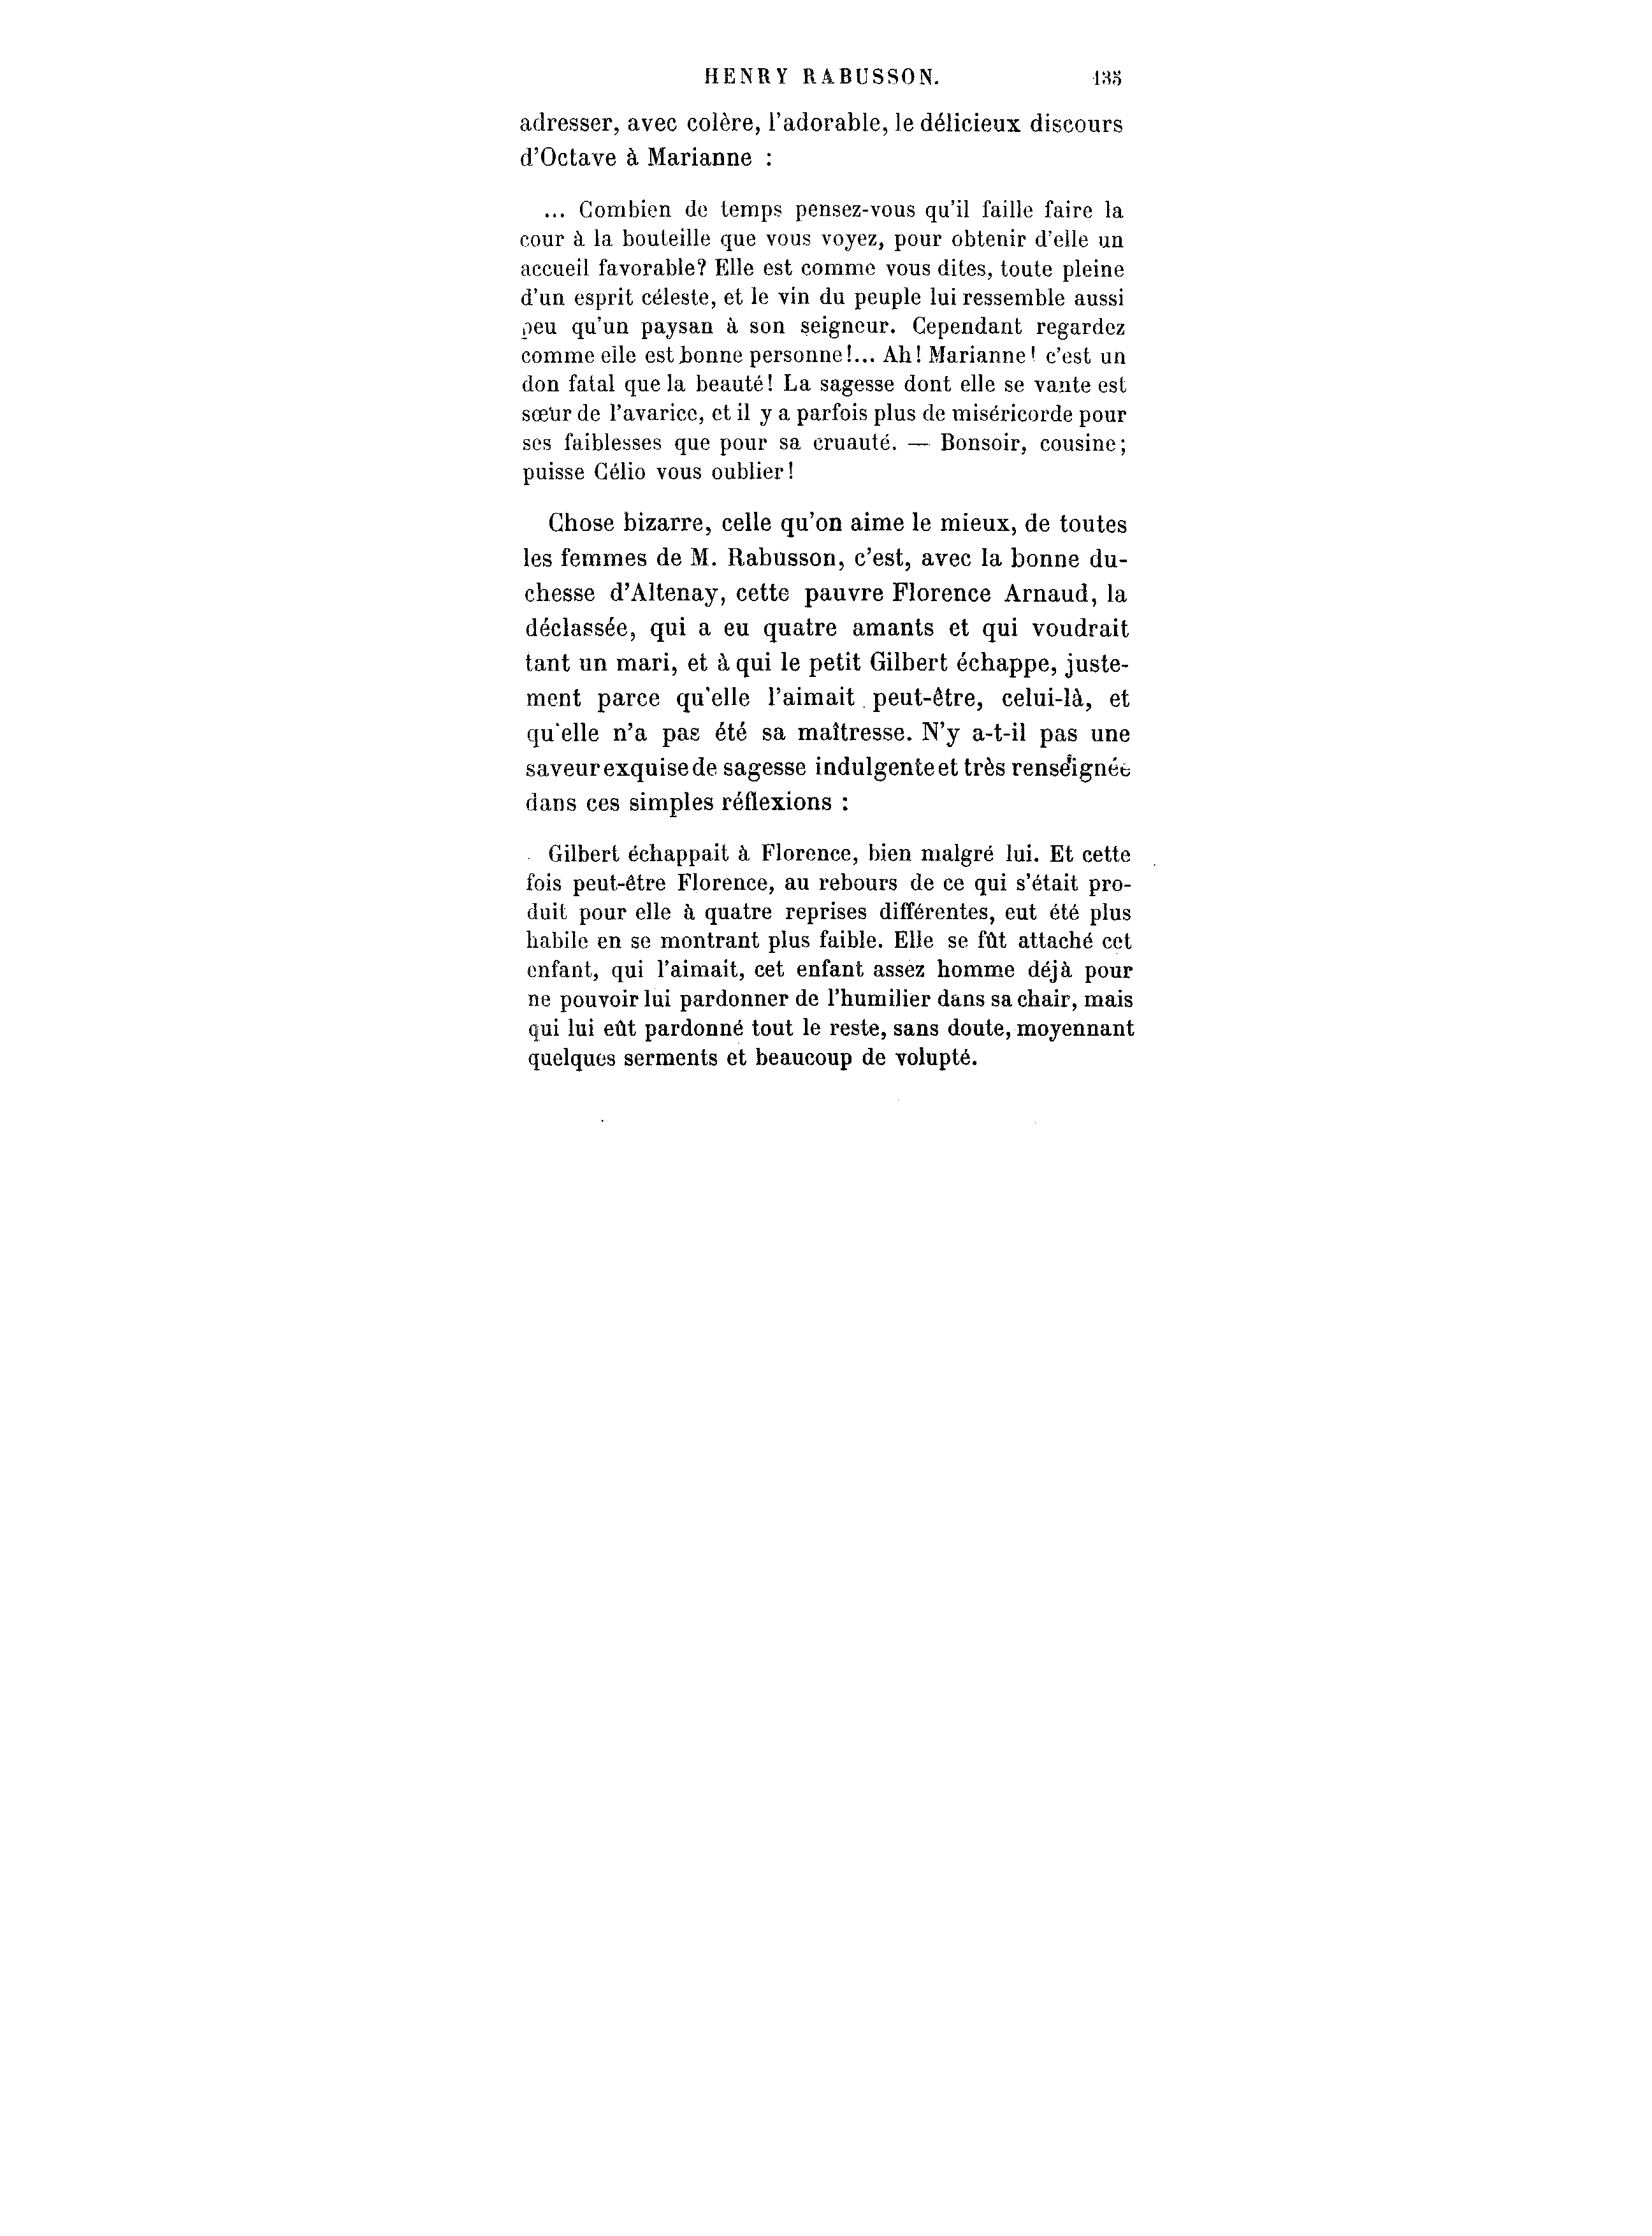 HENRY RABUSSON. 135
adresser, avec colère, l'adorable, le délicieux discours
d'Octave à Marianne :
... Combien de temps pensez-vous qu'il faille faire la
cour à la bouteille que vous voyez, pour obtenir d'elle un
accueil favorable? Elle est comme vous dites, toute pleine
d'un esprit céleste, et le vin du peuple lui ressemble aussi
peu qu'un paysan à son seigneur. Cependant regardez
comme elle est bonne personne!... Ah! Marianne! c'est un
don fatal que la beauté! La sagesse dont elle se vante est
sœur de l'avarice, et il y a parfois plus de miséricorde pour
ses faiblesses que pour sa cruauté. — Bonsoir, cousine;
puisse Célio vous oublier!
Chose bizarre, celle qu'on aime le mieux, de toutes
les femmes de M. Rabusson, c'est, avec la bonne du-
chesse d'Altenay, cette pauvre Florence Arnaud, la
déclassée, qui a eu quatre amants et qui voudrait
tant un mari, et à qui le petit Gilbert échappe, juste-
ment parce qu'elle l'aimait peut-être, celui-là, et
qu'elle n'a pas été sa maîtresse. N'y a-t-il pas une
saveur exquise de sagesse indulgente et très renseignée
dans ces simples réflexions :
Gilbert échappait à Florence, bien malgré lui. Et cette
fois peut-être Florence, au rebours de ce qui s'était pro-
duit pour elle à quatre reprises différentes, eut été plus
habile en se montrant plus faible. Elle se fût attaché cet
enfant, qui l'aimait, cet enfant assez homme déjà pour
ne pouvoir lui pardonner de l'humilier dans sa chair, mais
qui lui eût pardonné tout le reste, sans doute, moyennant
quelques serments et beaucoup de volupté.